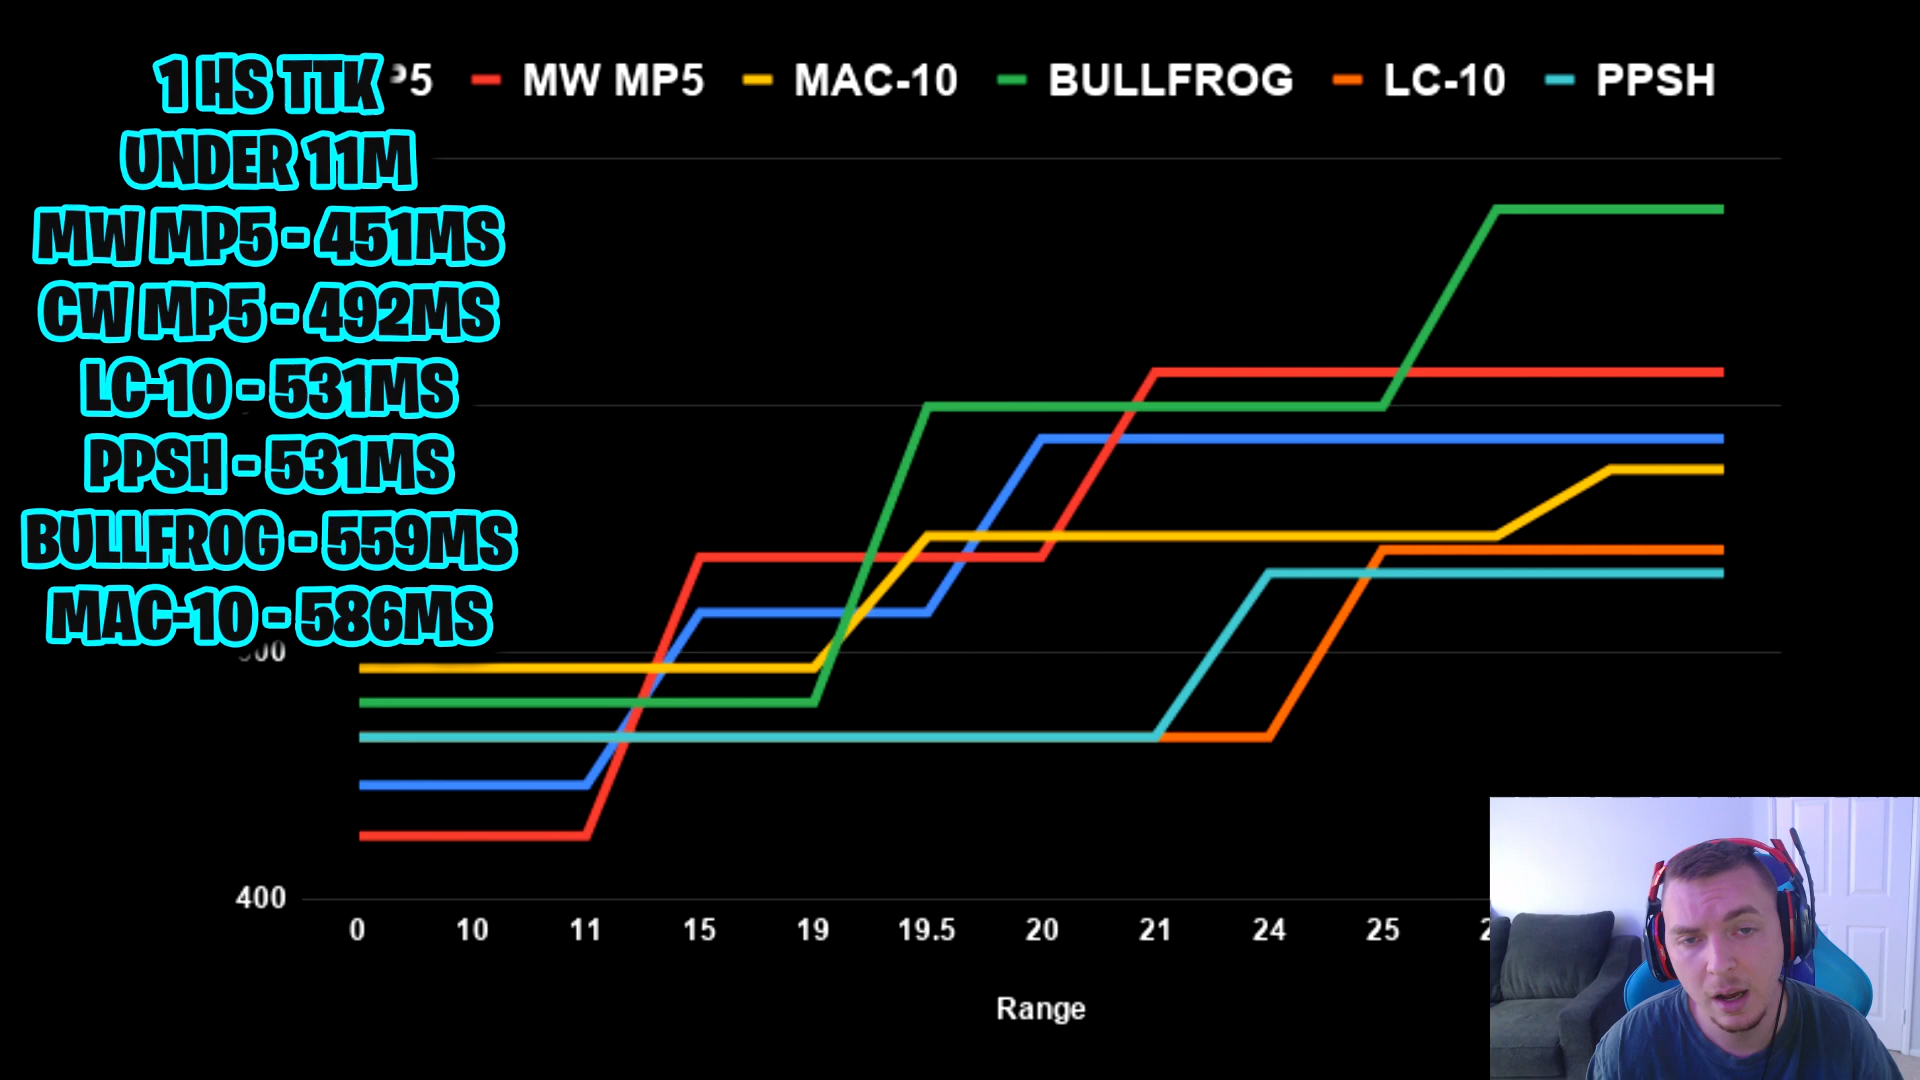 1 HS TTK
UNDER 11M
MW MP5 - 451MS
CW MP5 - 492MS
LC-10 - 531MS
PPSH - 531MS
BULLFROG - 559MS
MAC-10 - 586MS
P5 MW MP5 MAC-10 BULLFROG LC-10 PPSH
400
0 10 11 15 19 19.5 20 21 24 25
Range